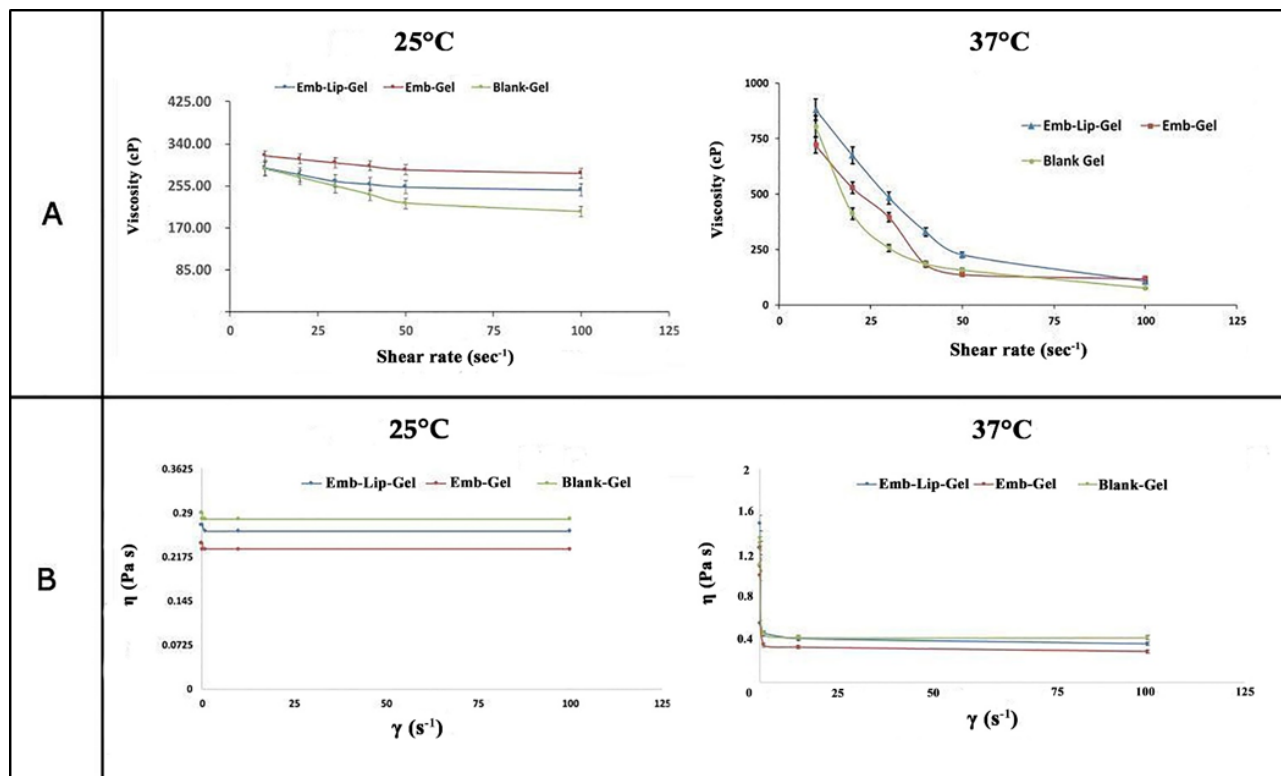 A
25°C
Emb-Lip-Gel Emb-Gel Blank-Gel
425.00
340.00
255.00
170.00
85.00
Viscosity (cP)
0 25 50 75 100 125
Shear rate (sec⁻¹)
37°C
1000
750
500
250
0
Viscosity (cP)
Emb-Lip-Gel Emb-Gel
Blank Gel
0 25 50 75 100 125
Shear rate (sec⁻¹)
B
25°C
Emb-Lip-Gel Emb-Gel Blank-Gel
0.3625
0.29
0.2175
0.145
0.0725
0
η (Pa s)
0 25 50 75 100 125
γ (s⁻¹)
37°C
Emb-Lip-Gel Emb-Gel Blank-Gel
2
1.6
1.2
0.8
0.4
η (Pa s)
0 25 50 75 100 125
γ (s⁻¹)